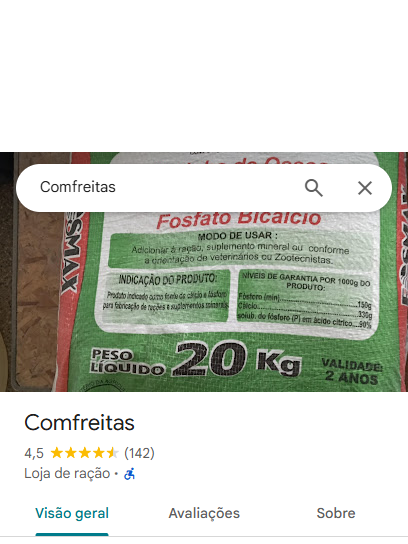 Comfreitas
Fosfato Bicálcio
MODO DE USAR :
Adicionar à ração, suplemento mineral ou conforme
a orientação de veterinários ou Zootecnistas.
INDICAÇÃO DO PRODUTO:
Produto indicado como fonte de cálcio e fósforo
para fabricação de rações e suplementos minerais.
NÍVEIS DE GARANTIA POR 1000g DO
PRODUTO:
Fósforo (mín)....................150g
Cálcio....................330g
solub. do fósforo (P) em ácido cítrico....90%
PESO
LÍQUIDO 20 Kg
VALIDADE:
2 ANOS
Comfreitas
4,5 (142)
Loja de ração ·
Visão geral Avaliações Sobre